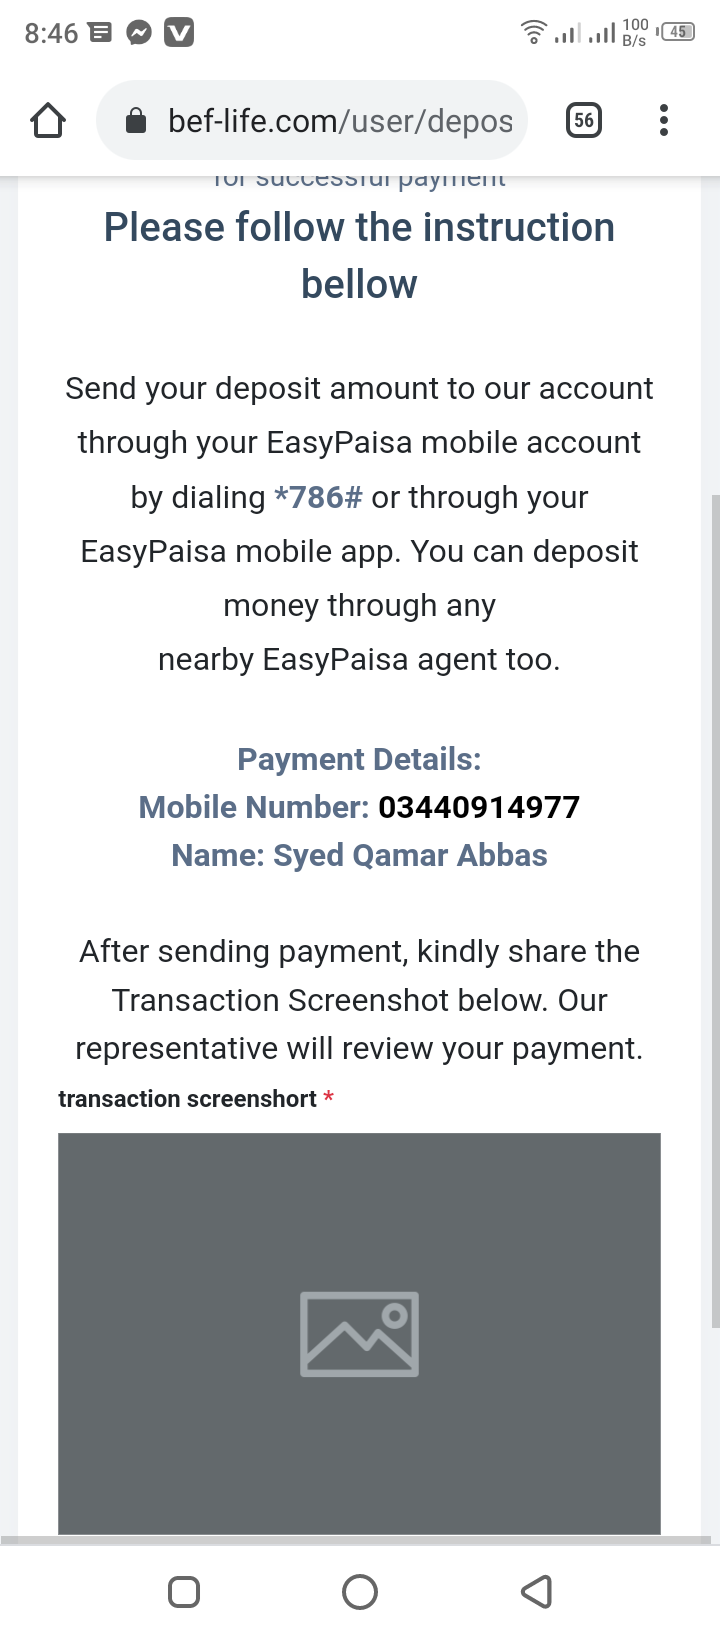 8:46
100
B/s
45
bef-life.com/user/depos
56
for successful payment
Please follow the instruction
bellow
Send your deposit amount to our account
through your EasyPaisa mobile account
by dialing *786# or through your
EasyPaisa mobile app. You can deposit
money through any
nearby EasyPaisa agent too.
Payment Details:
Mobile Number: 03440914977
Name: Syed Qamar Abbas
After sending payment, kindly share the
Transaction Screenshot below. Our
representative will review your payment.
transaction screenshort *